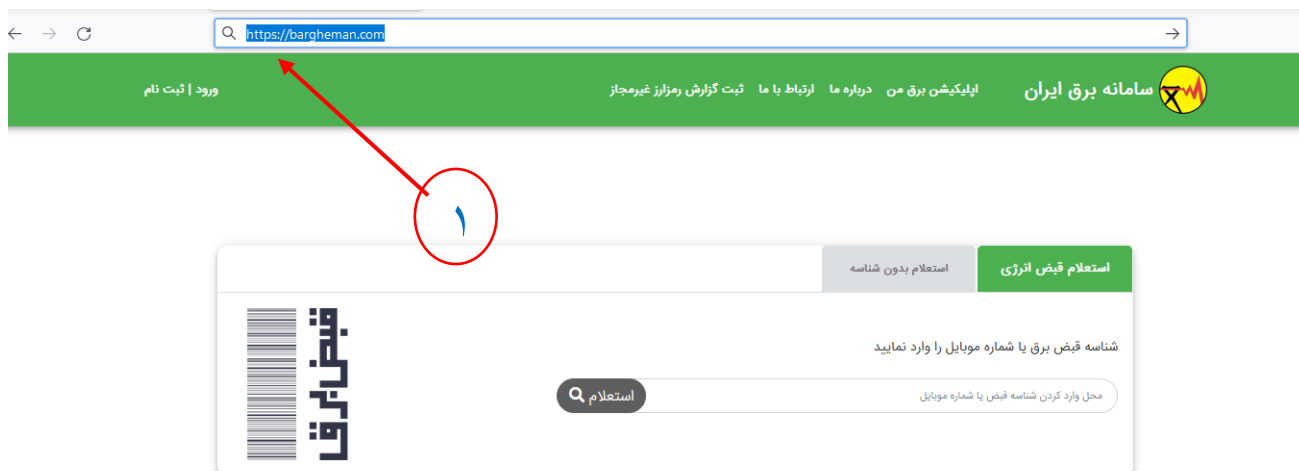 https://bargheman.com
سامانه برق ایران
اپلیکیشن برق من   درباره ما   ارتباط با ما   ثبت گزارش رمزارز غیرمجاز
ورود | ثبت نام
۱
استعلام قبض انرژی
استعلام بدون شناسه
شناسه قبض برق یا شماره موبایل را وارد نمایید
محل وارد کردن شناسه قبض یا شماره موبایل
استعلام
قبض برق